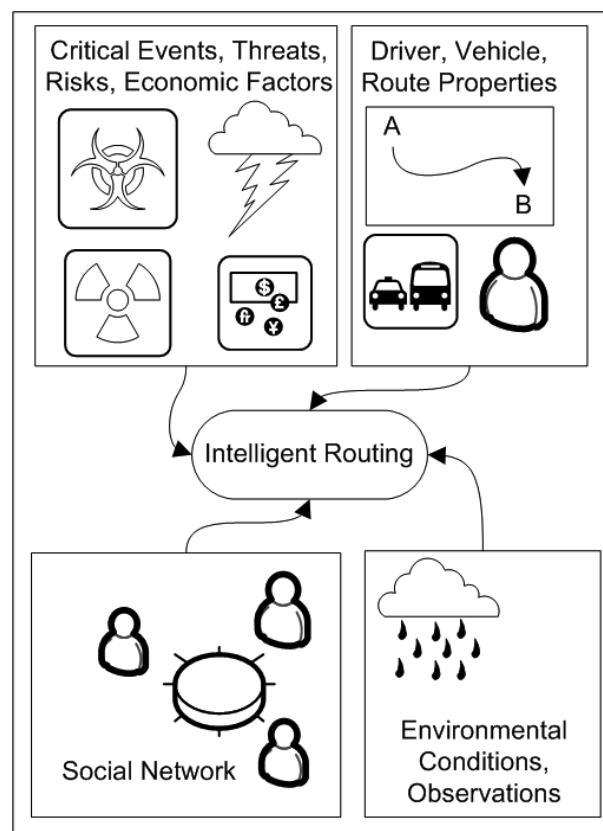 Critical Events, Threats,
Risks, Economic Factors
$
£
¥
Driver, Vehicle,
Route Properties
A
B
Intelligent Routing
Social Network
Environmental
Conditions,
Observations